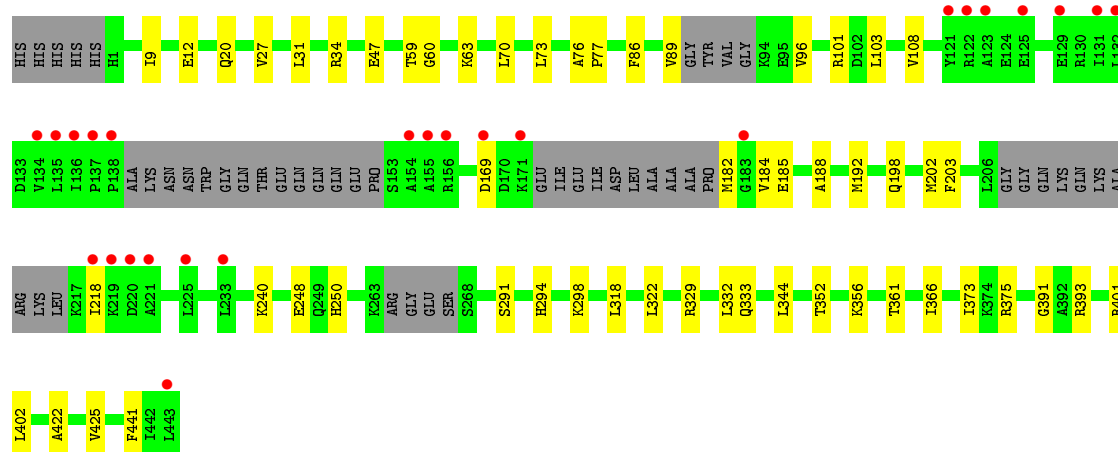 HIS HIS HIS HIS HIS H1 I9 E12 Q20 V27 L31 R34 E47 T59 G60 K63 L70 L73 A76 P77 F86 V89 GLY TYR VAL GLY K94 E95 V96 R101 D102 L103 V108 Y121 R122 A123 E124 E125 E129 R130 I131 L132
D133 V134 L135 I136 P137 P138 ALA LYS ASN ASN TRP GLY GLN THR GLU GLU GLN GLN GLN GLU PRO S153 A154 A155 R156 D169 D170 K171 GLU ILE GLU ILE ASP LEU ALA ALA ALA PRO M182 G183 V184 E185 A188 M192 Q198 M202 F203 L206 GLY GLY GLN LYS GLN LYS ALA
ARG LYS LEU K217 I218 K219 D220 A221 L225 L233 K240 E248 Q249 H250 K263 ARG GLY GLU SER S268 S291 H294 K298 L318 L322 R329 L332 Q333 L344 T352 K356 T361 I366 I373 K374 R375 G391 A392 R393 R401
L402 A422 V425 F441 I442 L443